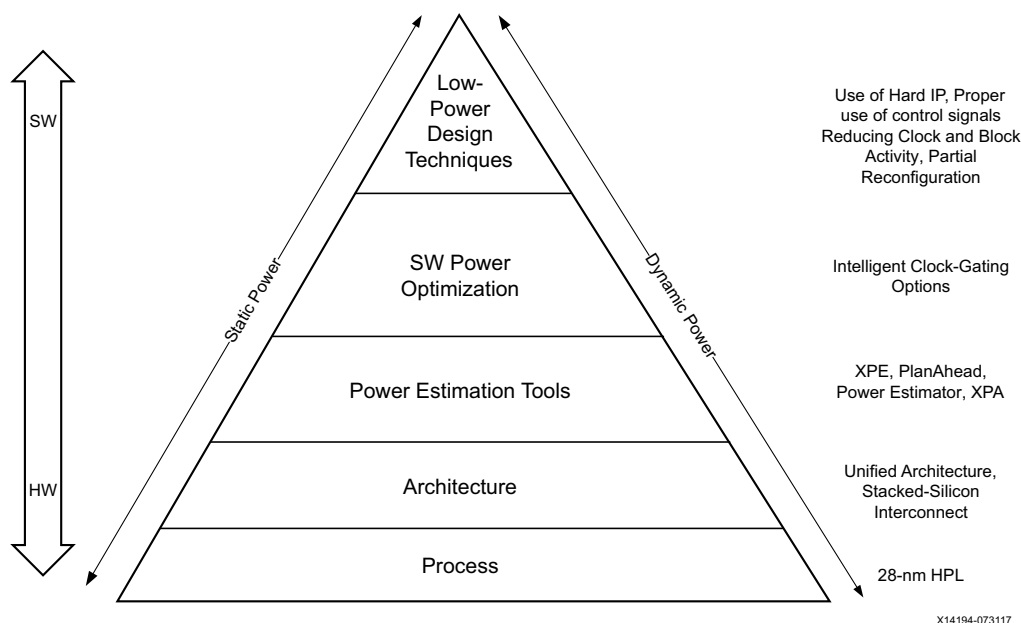 SW
HW
Static Power
Low-
Power
Design
Techniques
SW Power
Optimization
Power Estimation Tools
Architecture
Process
Dynamic Power
Use of Hard IP, Proper
use of control signals
Reducing Clock and Block
Activity, Partial
Reconfiguration
Intelligent Clock-Gating
Options
XPE, PlanAhead,
Power Estimator, XPA
Unified Architecture,
Stacked-Silicon
Interconnect
28-nm HPL
X14194-073117